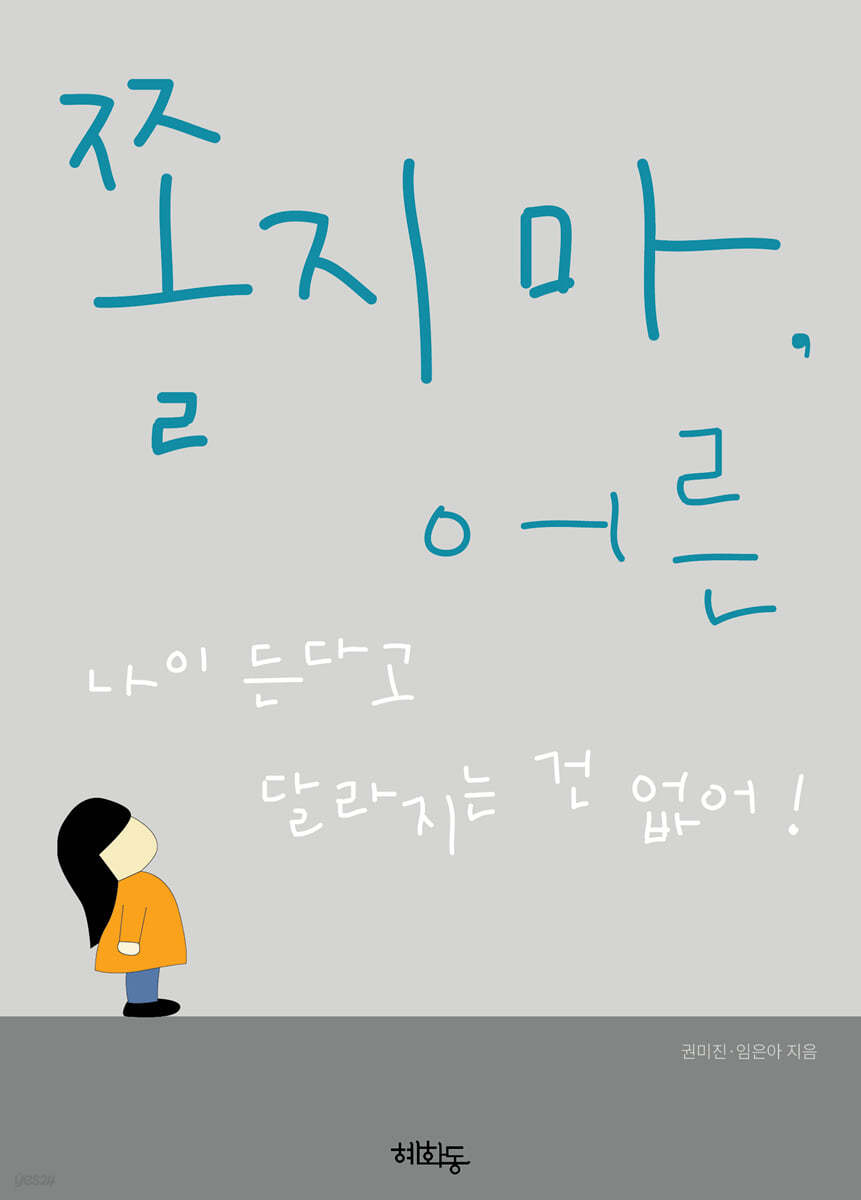 쫄지 마,
어른
나이 든다고
달라지는 건 없어!
권미진·임은아 지음
혜화동
yes24